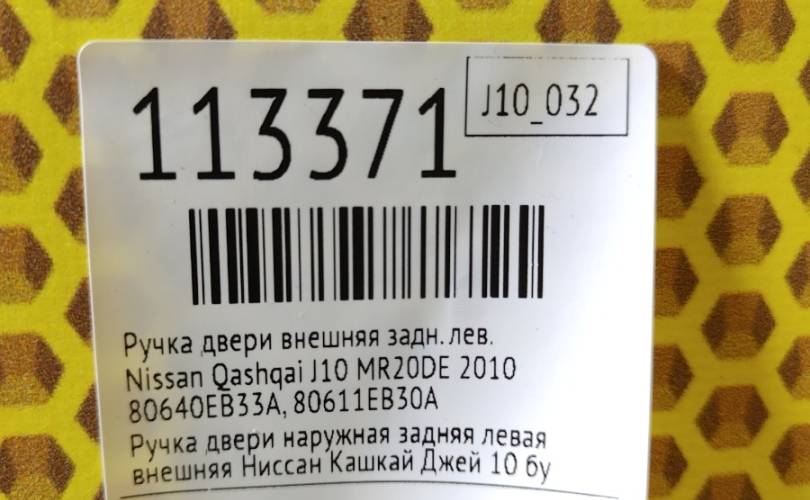 113371
J10_032
Ручка двери внешняя задн. лев.
Nissan Qashqai J10 MR20DE 2010
80640EB33A, 80611EB30A
Ручка двери наружная задняя левая
внешняя Ниссан Кашкай Джей 10 бу